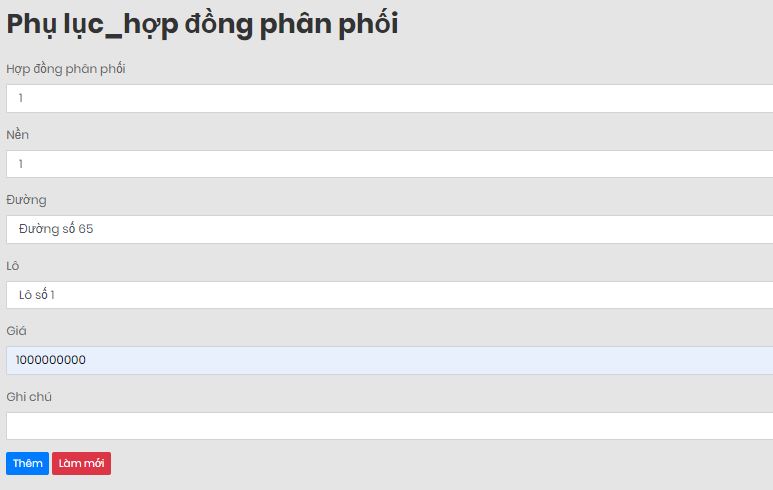 Phụ lục_hợp đồng phân phối
Hợp đồng phân phối
1
Nền
1
Đường
Đường số 65
Lô
Lô số 1
Giá
1000000000
Ghi chú
Thêm Làm mới